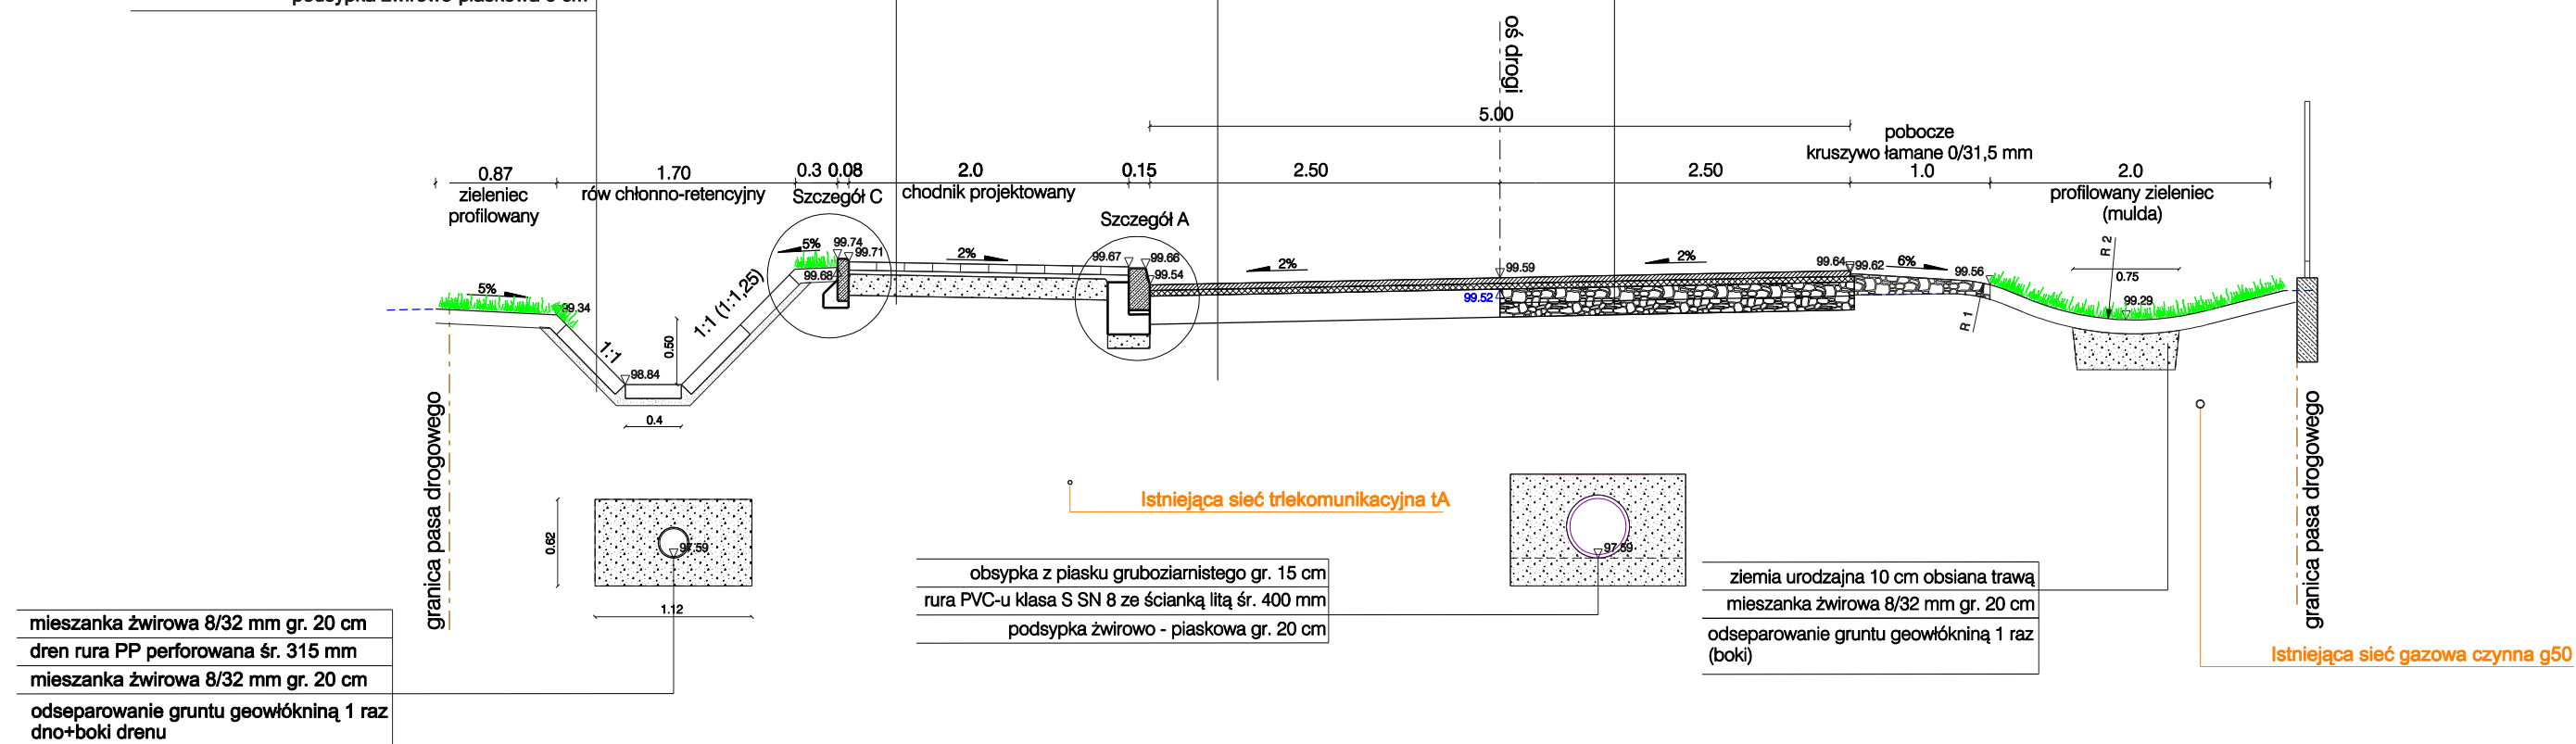 podsypka żwirowo-piaskowa 5 cm
oś drogi
5.00
pobocze
kruszywo łamane 0/31,5 mm
0.87
1.70
0.3
0.08
2.0
0.15
2.50
2.50
1.0
2.0
zieleniec
profilowany
rów chłonno-retencyjny
Szczegół C
chodnik projektowany
Szczegół A
profilowany zieleniec
(mulda)
5%
99.34
1:1
98.84
0.50
0.4
1:1 (1:1,25)
5%
99.74
99.71
99.68
2%
99.67
99.66
99.54
2%
99.59
99.52
2%
99.64
99.62
6%
99.56
R 1
R 2
0.75
99.29
granica pasa drogowego
granica pasa drogowego
0.62
97.59
1.12
Istniejąca sieć trlekomunikacyjna tA
97.59
mieszanka żwirowa 8/32 mm gr. 20 cm
dren rura PP perforowana śr. 315 mm
mieszanka żwirowa 8/32 mm gr. 20 cm
odseparowanie gruntu geowłókniną 1 raz
dno+boki drenu
obsypka z piasku gruboziarnistego gr. 15 cm
rura PVC-u klasa S SN 8 ze ścianką litą śr. 400 mm
podsypka żwirowo - piaskowa gr. 20 cm
ziemia urodzajna 10 cm obsiana trawą
mieszanka żwirowa 8/32 mm gr. 20 cm
odseparowanie gruntu geowłókniną 1 raz
(boki)
Istniejąca sieć gazowa czynna g50